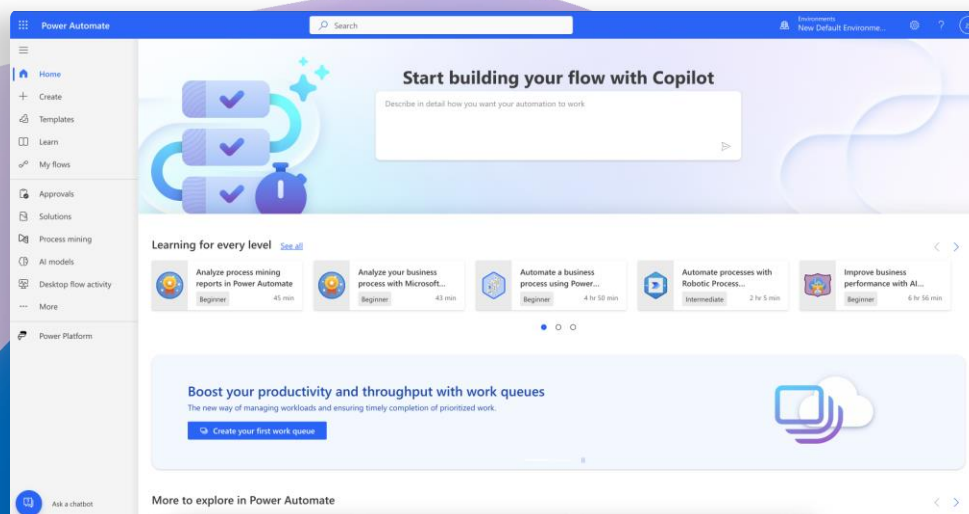 Power Automate
Search
Environments
New Default Environme...
Home
Create
Templates
Learn
My flows
Approvals
Solutions
Process mining
AI models
Desktop flow activity
More
Power Platform
Ask a chatbot
Start building your flow with Copilot
Describe in detail how you want your automation to work
Learning for every level See all
Analyze process mining
reports in Power Automate
Beginner 45 min
Analyze your business
process with Microsoft...
Beginner 43 min
Automate a business
process using Power...
Beginner 4 hr 50 min
Automate processes with
Robotic Process...
Intermediate 2 hr 5 min
Improve business
performance with AI...
Beginner 6 hr 56 min
Boost your productivity and throughput with work queues
The new way of managing workloads and ensuring timely completion of prioritized work.
Create your first work queue
More to explore in Power Automate